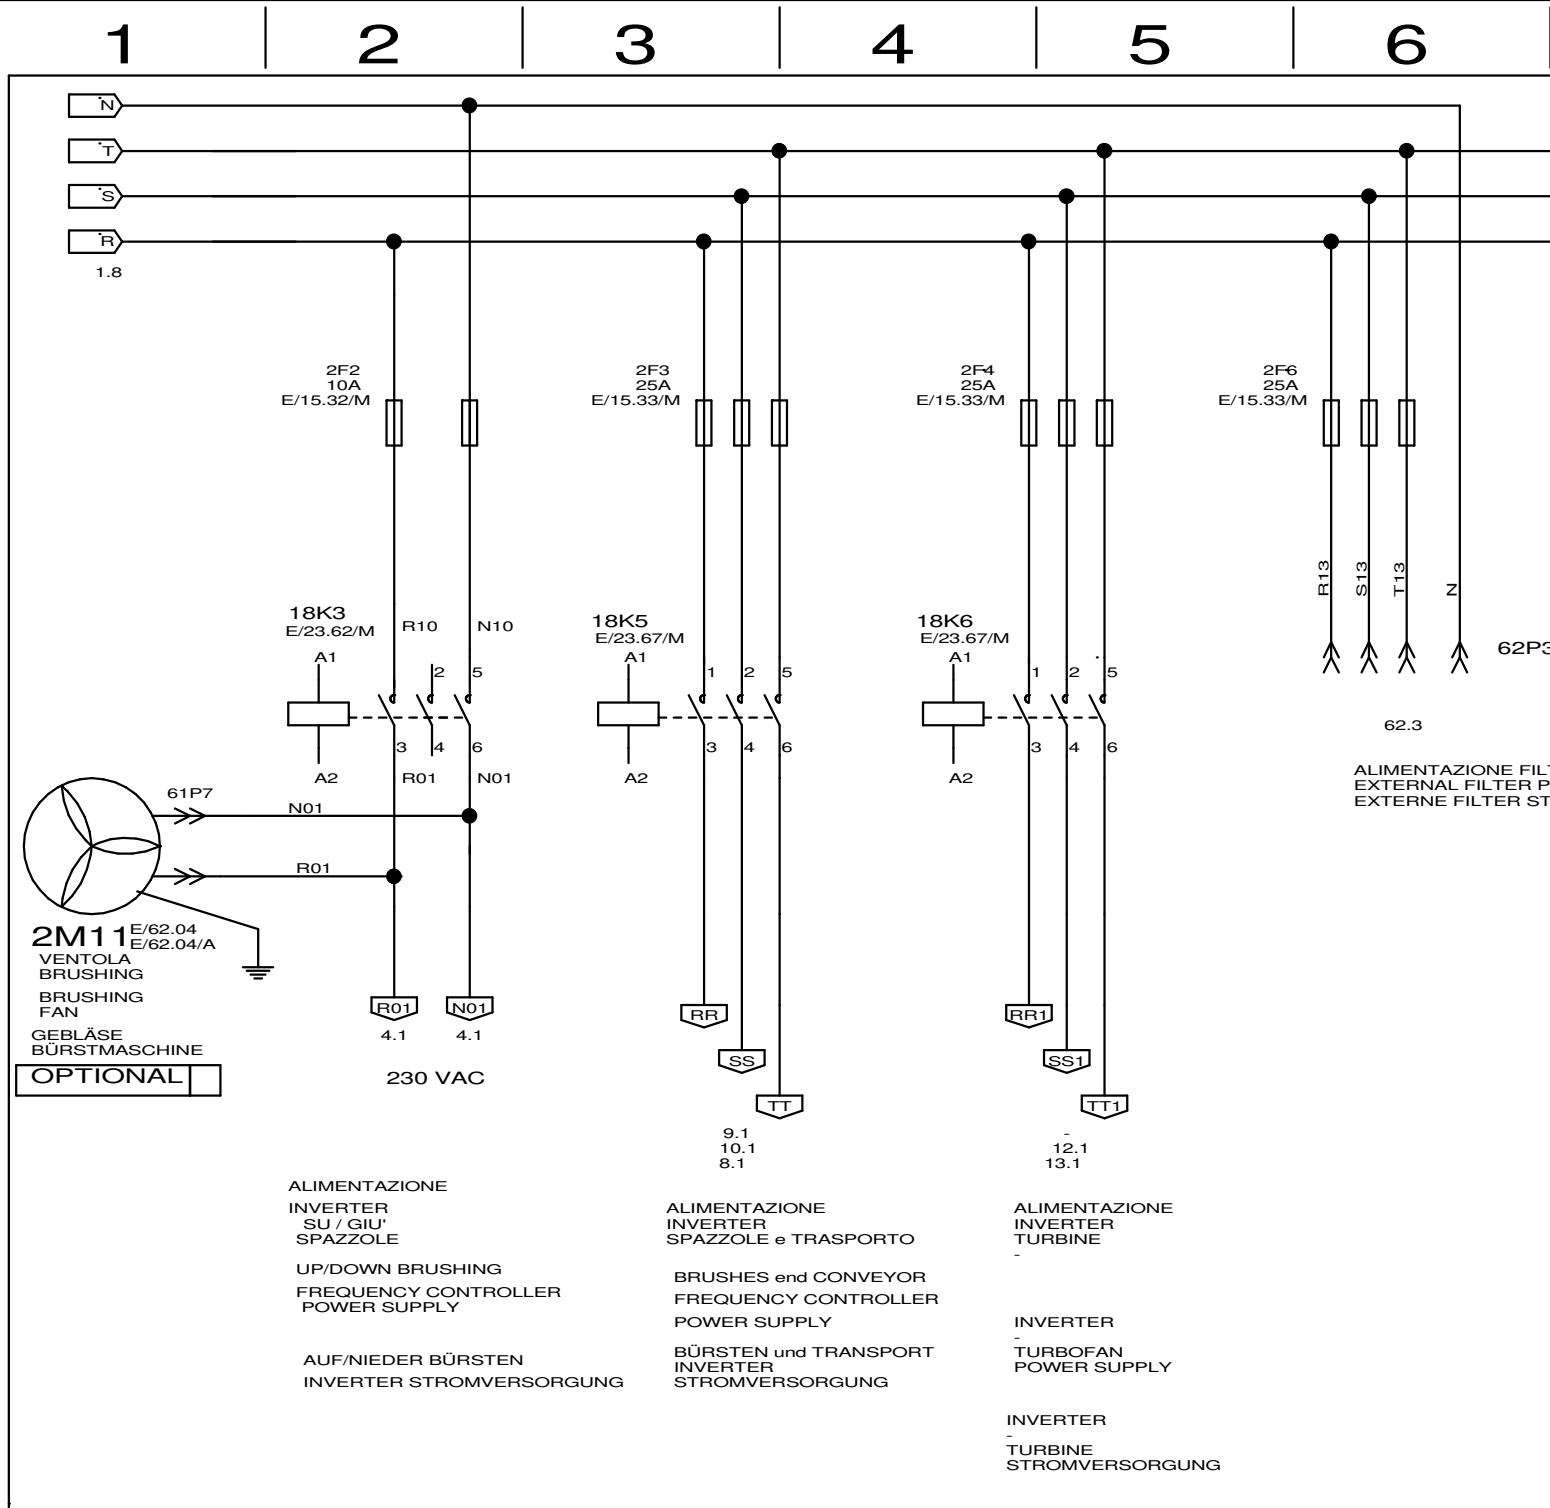 1 2 3 4 5 6
N
T
S
R
1.8
2F2
10A
E/15.32/M
2F3
25A
E/15.33/M
2F4
25A
E/15.33/M
2F6
25A
E/15.33/M
R13
S13
T13
N
62P3
62.3
ALIMENTAZIONE FILT
EXTERNAL FILTER P
EXTERNE FILTER ST
18K3
E/23.62/M
R10
N10
A1
2
5
3
4
6
A2
R01
N01
18K5
E/23.67/M
A1
1
2
5
3
4
6
A2
18K6
E/23.67/M
A1
1
2
5
3
4
6
A2
61P7
N01
R01
2M11
E/62.04
E/62.04/A
VENTOLA
BRUSHING
BRUSHING
FAN
GEBLÄSE
BÜRSTMASCHINE
OPTIONAL
R01
N01
4.1
4.1
230 VAC
RR
SS
TT
9.1
10.1
8.1
RR1
SS1
TT1
-
12.1
13.1
ALIMENTAZIONE
INVERTER
SU / GIU'
SPAZZOLE
UP/DOWN BRUSHING
FREQUENCY CONTROLLER
POWER SUPPLY
AUF/NIEDER BÜRSTEN
INVERTER STROMVERSORGUNG
ALIMENTAZIONE
INVERTER
SPAZZOLE e TRASPORTO
BRUSHES end CONVEYOR
FREQUENCY CONTROLLER
POWER SUPPLY
BÜRSTEN und TRANSPORT
INVERTER
STROMVERSORGUNG
ALIMENTAZIONE
INVERTER
TURBINE
-
INVERTER
-
TURBOFAN
POWER SUPPLY
INVERTER
-
TURBINE
STROMVERSORGUNG